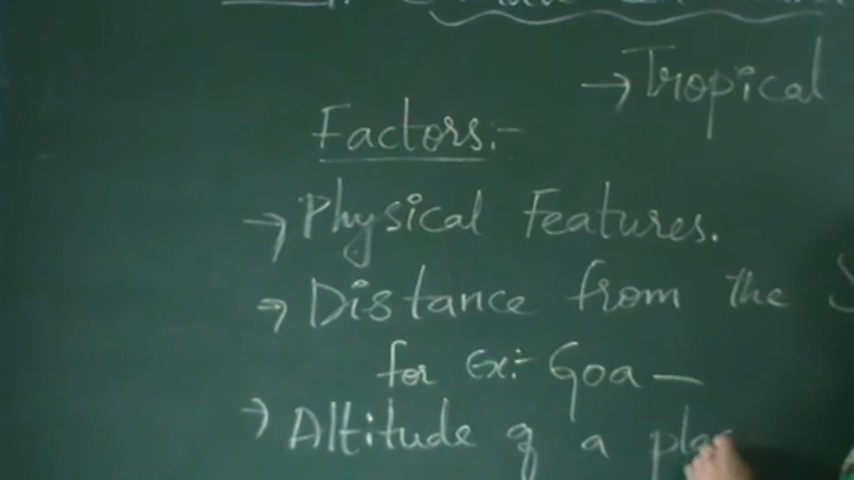 → Tropical
Factors:-
→ Physical Features.
→ Distance from the S
for Ex:- Goa —
→ Altitude of a pla